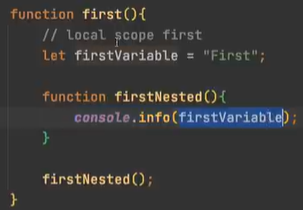 function first(){
    // local scope first
    let firstVariable = "First";

    function firstNested(){
        console.info(firstVariable);
    }

    firstNested();
}